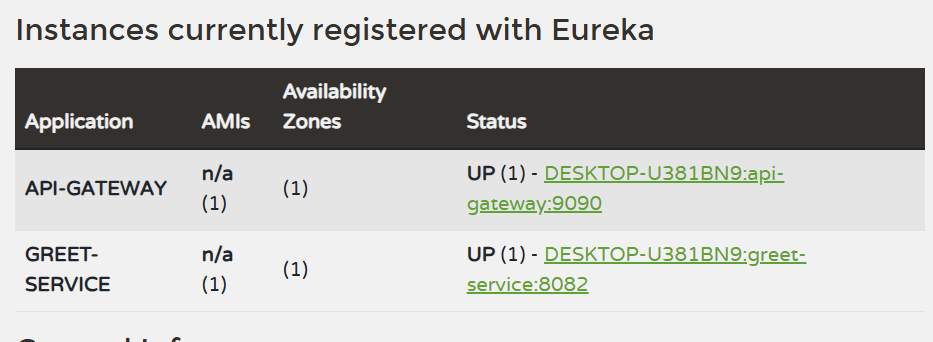 Instances currently registered with Eureka
Availability
Application AMIs Zones Status
n/a UP (1) - DESKTOP-U381BN9:api-
API-GATEWAY (1)
(1) gateway:9090
GREET- n/a UP (1) - DESKTOP-U381BN9:greet-
(1)
SERVICE (1) service:8082